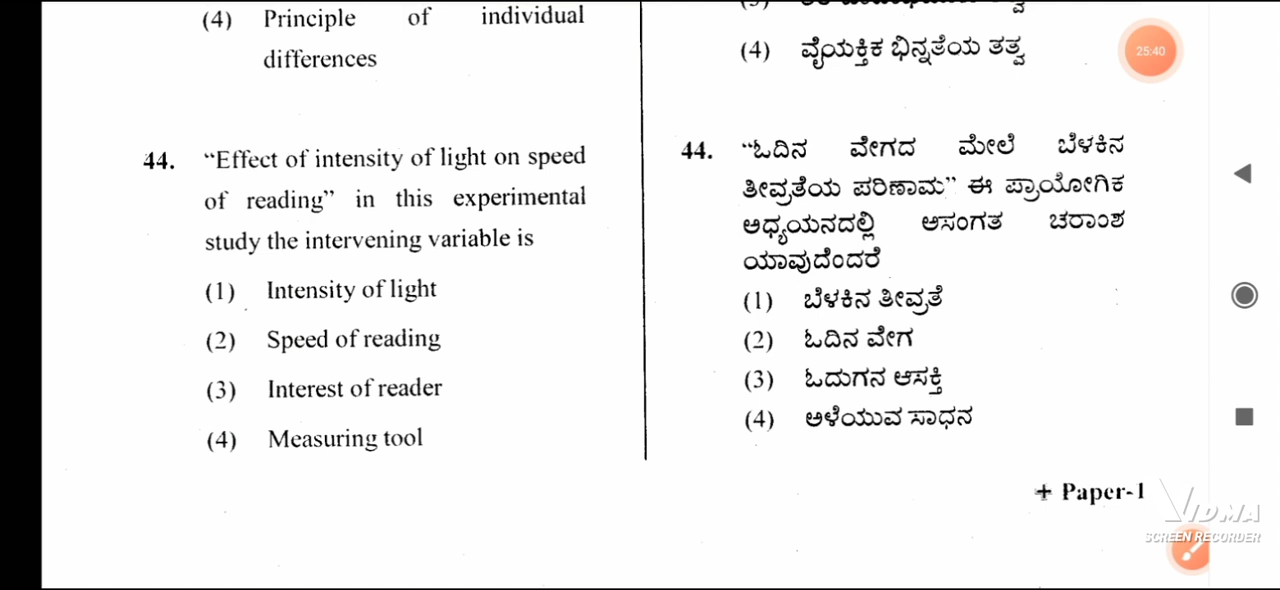 (4) Principle of individual
differences
44. “Effect of intensity of light on speed
of reading” in this experimental
study the intervening variable is
(1) Intensity of light
(2) Speed of reading
(3) Interest of reader
(4) Measuring tool
(4) ವೈಯಕ್ತಿಕ ಭಿನ್ನತೆಯ ತತ್ವ
44. “ಓದಿನ ವೇಗದ ಮೇಲೆ ಬೆಳಕಿನ
ತೀವ್ರತೆಯ ಪರಿಣಾಮ” ಈ ಪ್ರಾಯೋಗಿಕ
ಅಧ್ಯಯನದಲ್ಲಿ ಅಸಂಗತ ಚರಾಂಶ
ಯಾವುದೆಂದರೆ
(1) ಬೆಳಕಿನ ತೀವ್ರತೆ
(2) ಓದಿನ ವೇಗ
(3) ಓದುಗನ ಆಸಕ್ತಿ
(4) ಅಳೆಯುವ ಸಾಧನ
+ Paper-1
25:40
VIDMA
SCREEN RECORDER